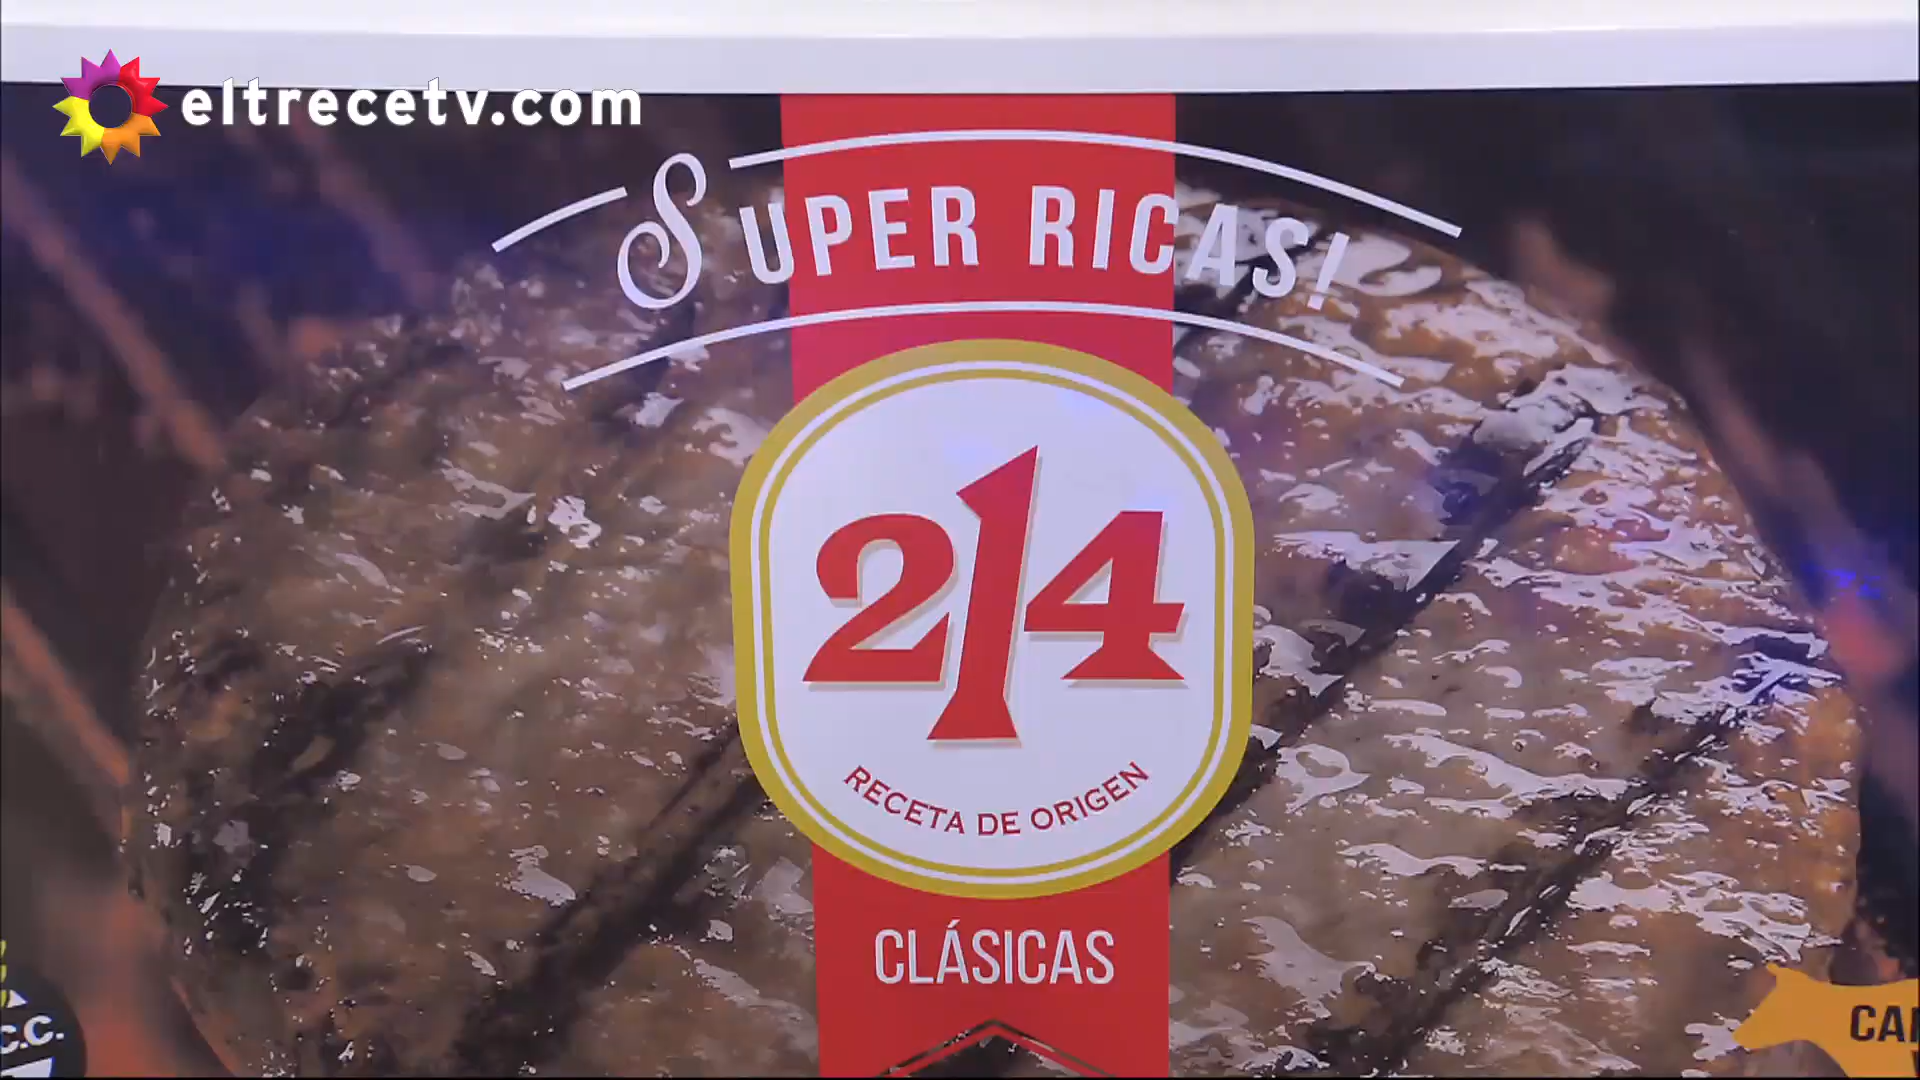 eltrecetv.com
SUPER RICAS!
214
RECETA DE ORIGEN
CLÁSICAS
C.C.